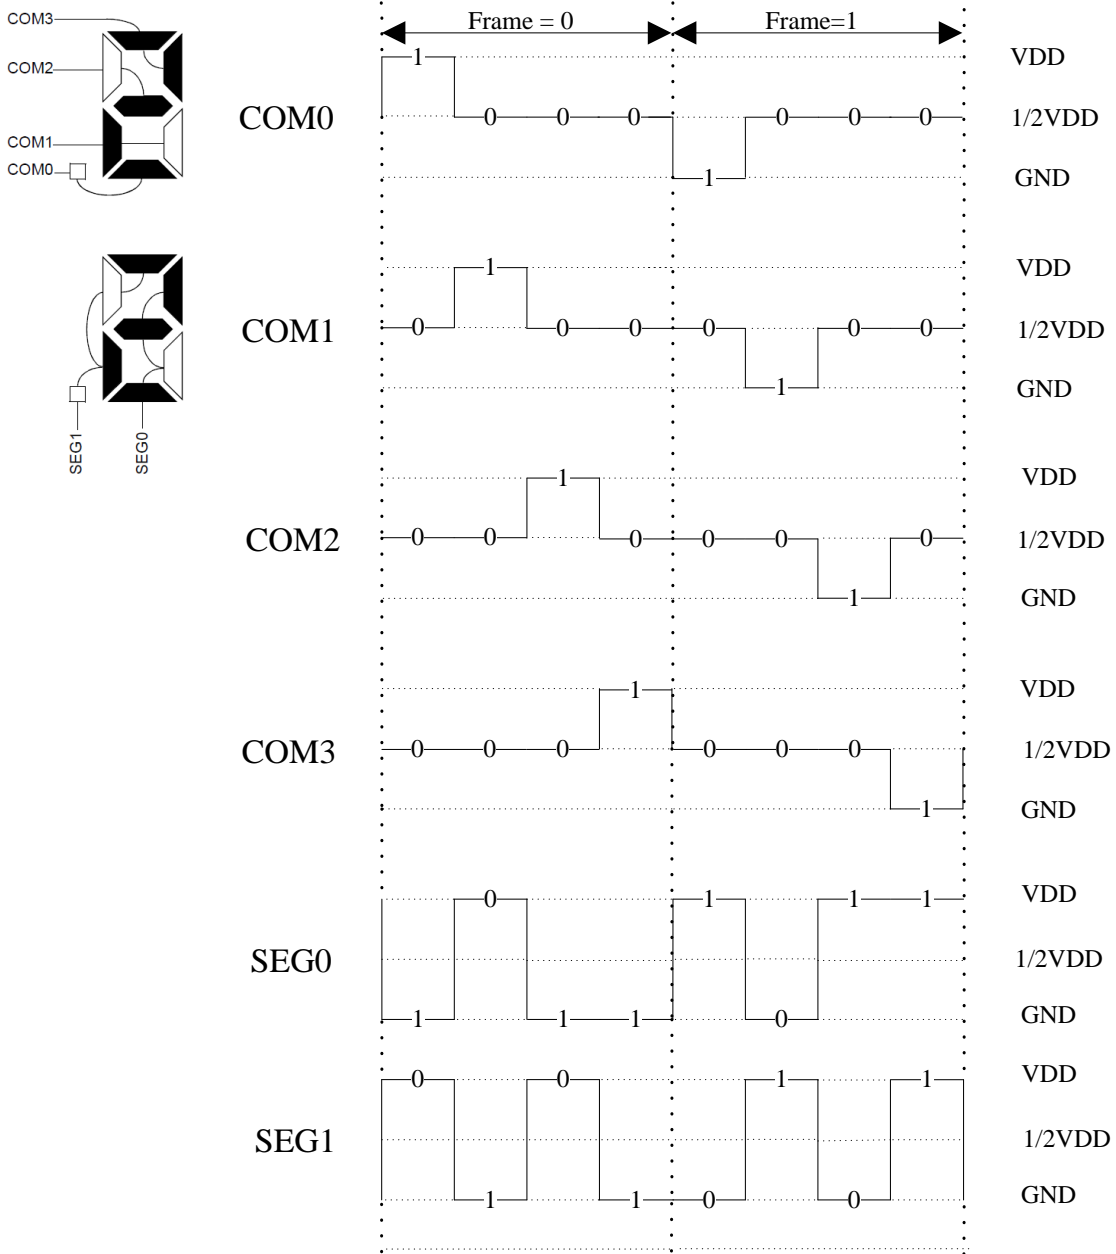 COM3
COM2
COM1
COM0
SEG1
SEG0
Frame = 0
Frame=1
COM0
1 0 0 0 1 0 0 0
VDD
1/2VDD
GND
COM1
0 1 0 0 0 1 0 0
VDD
1/2VDD
GND
COM2
0 0 1 0 0 0 1 0
VDD
1/2VDD
GND
COM3
0 0 0 1 0 0 0 1
VDD
1/2VDD
GND
SEG0
1 0 1 1 1 0 1 1
VDD
1/2VDD
GND
SEG1
0 1 0 1 0 1 0 1
VDD
1/2VDD
GND